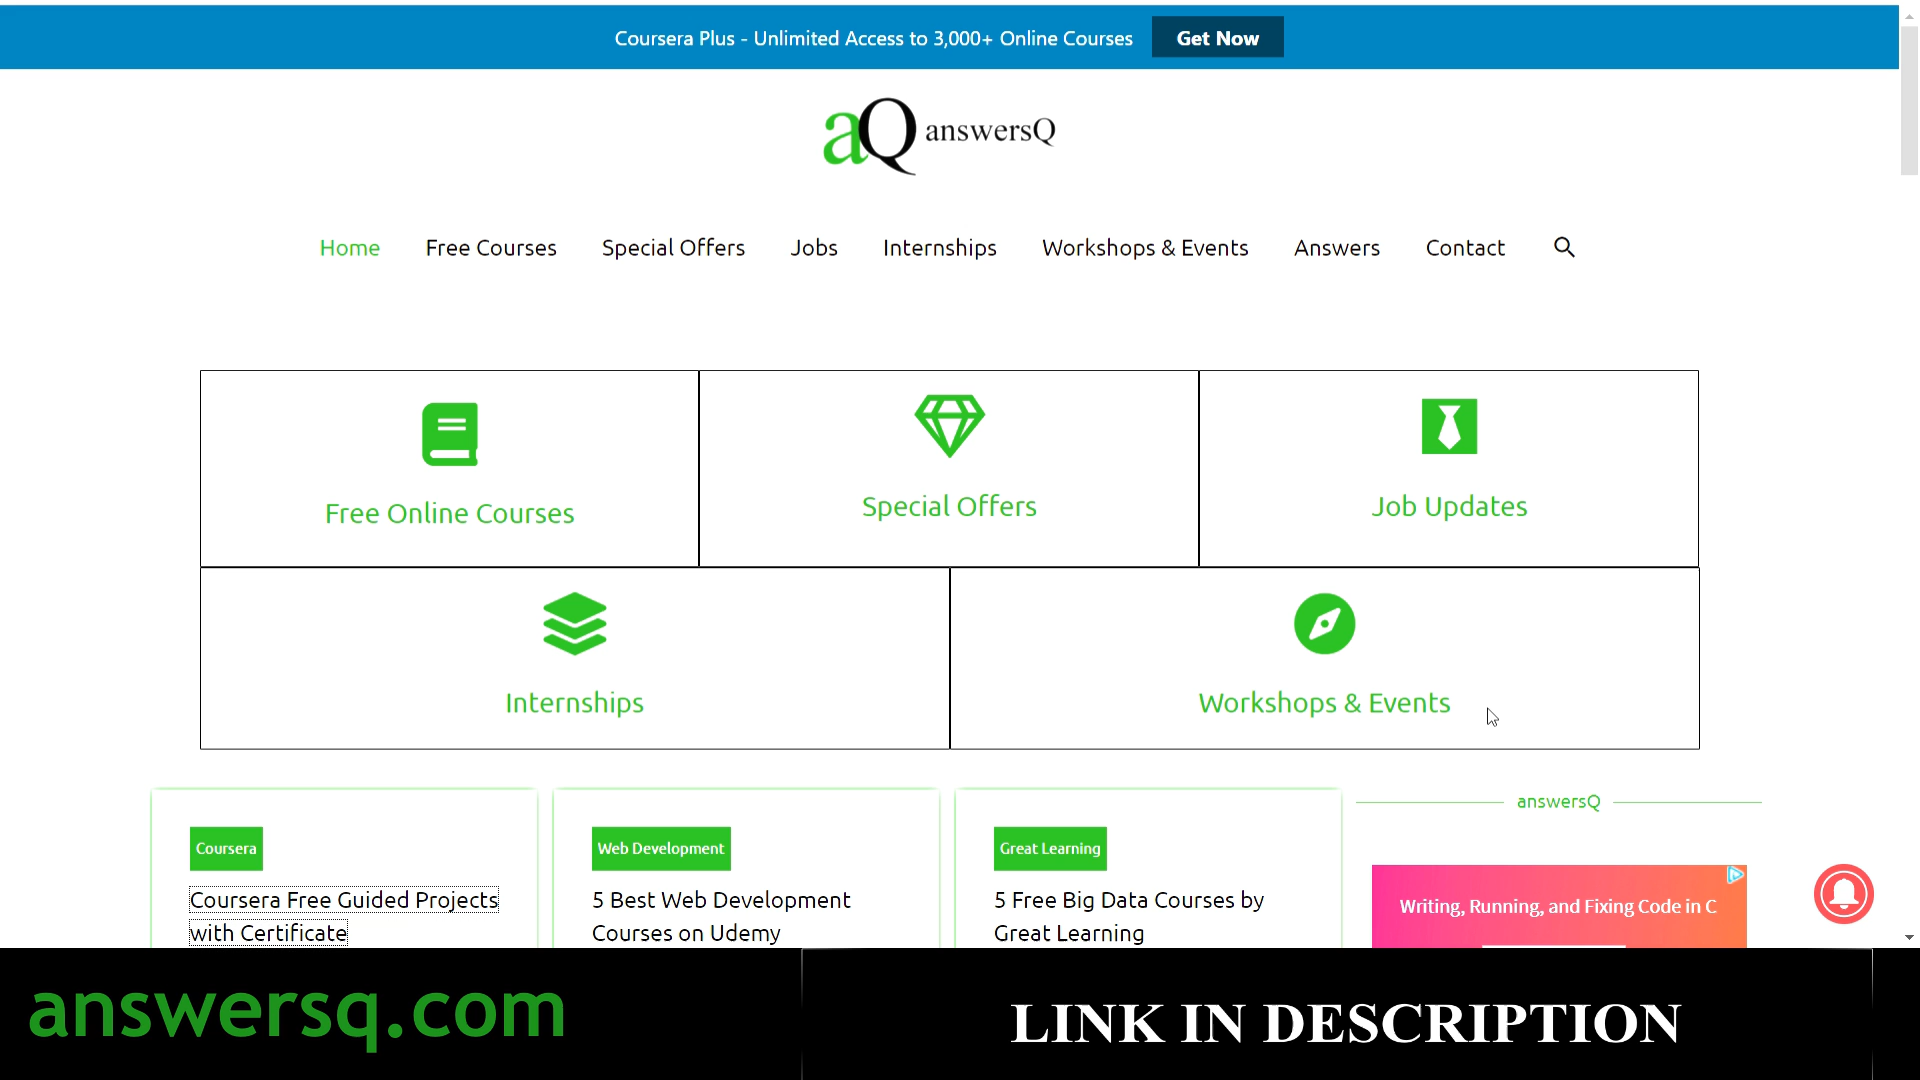 Coursera Plus - Unlimited Access to 3,000+ Online Courses Get Now
aQ answersQ
Home Free Courses Special Offers Jobs Internships Workshops & Events Answers Contact
Free Online Courses
Special Offers
Job Updates
Internships
Workshops & Events
Coursera
Coursera Free Guided Projects
with Certificate
Web Development
5 Best Web Development
Courses on Udemy
Great Learning
5 Free Big Data Courses by
Great Learning
answersQ
Writing, Running, and Fixing Code in C
answersq.com
LINK IN DESCRIPTION